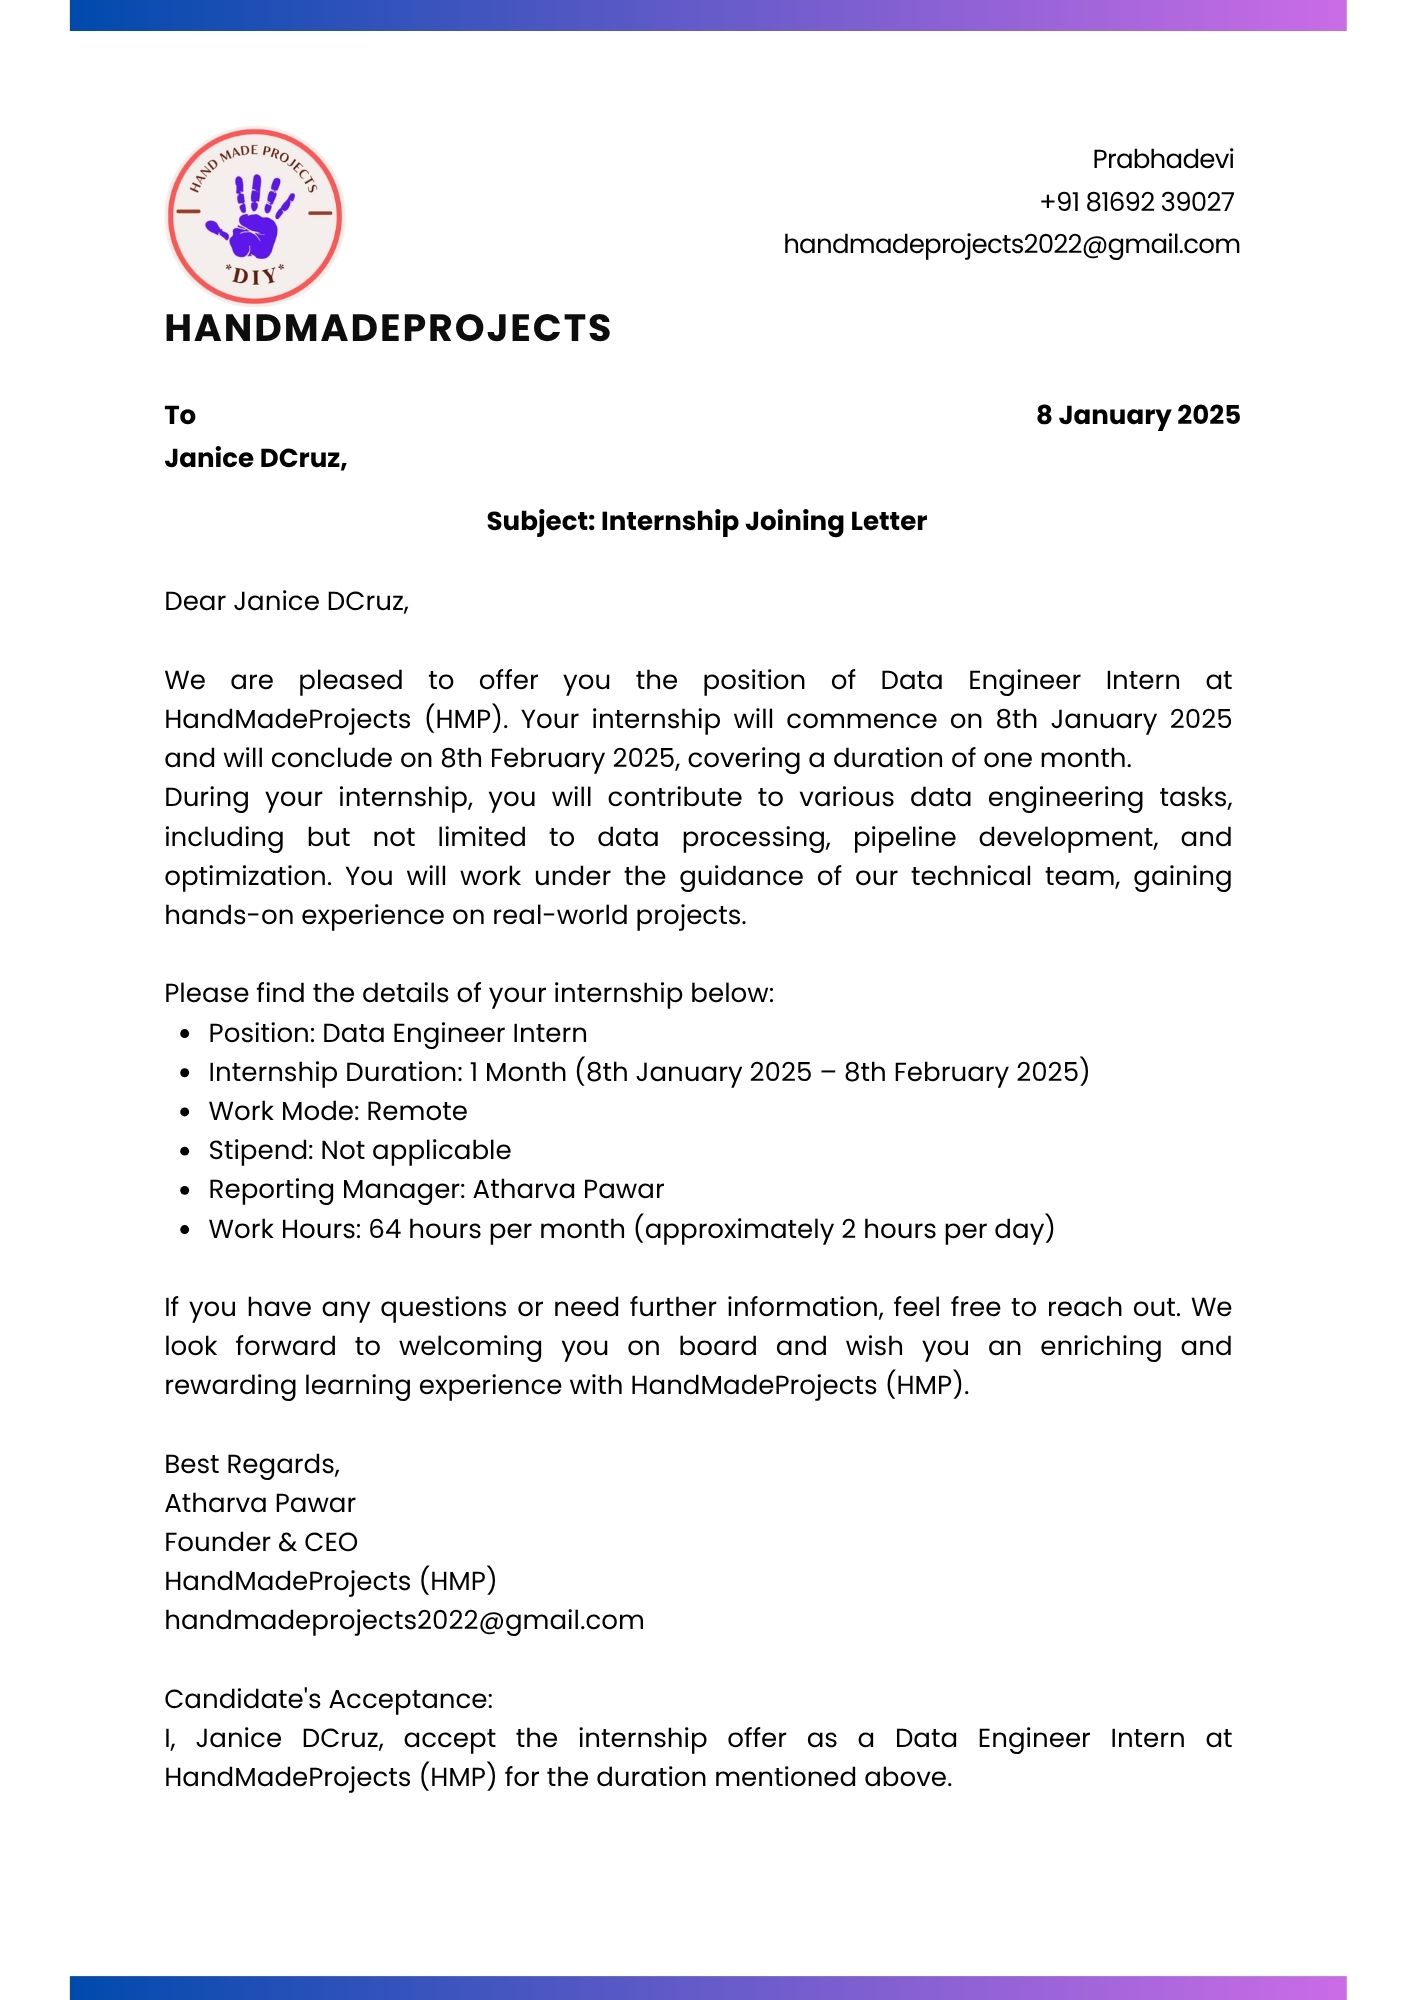 HAND MADE PROJECTS
*DIY*
Prabhadevi
+91 81692 39027
handmadeprojects2022@gmail.com
HANDMADEPROJECTS
To
8 January 2025
Janice DCruz,
Subject: Internship Joining Letter
Dear Janice DCruz,
We are pleased to offer you the position of Data Engineer Intern at
HandMadeProjects (HMP). Your internship will commence on 8th January 2025
and will conclude on 8th February 2025, covering a duration of one month.
During your internship, you will contribute to various data engineering tasks,
including but not limited to data processing, pipeline development, and
optimization. You will work under the guidance of our technical team, gaining
hands-on experience on real-world projects.
Please find the details of your internship below:
• Position: Data Engineer Intern
• Internship Duration: 1 Month (8th January 2025 – 8th February 2025)
• Work Mode: Remote
• Stipend: Not applicable
• Reporting Manager: Atharva Pawar
• Work Hours: 64 hours per month (approximately 2 hours per day)
If you have any questions or need further information, feel free to reach out. We
look forward to welcoming you on board and wish you an enriching and
rewarding learning experience with HandMadeProjects (HMP).
Best Regards,
Atharva Pawar
Founder & CEO
HandMadeProjects (HMP)
handmadeprojects2022@gmail.com
Candidate's Acceptance:
I, Janice DCruz, accept the internship offer as a Data Engineer Intern at
HandMadeProjects (HMP) for the duration mentioned above.